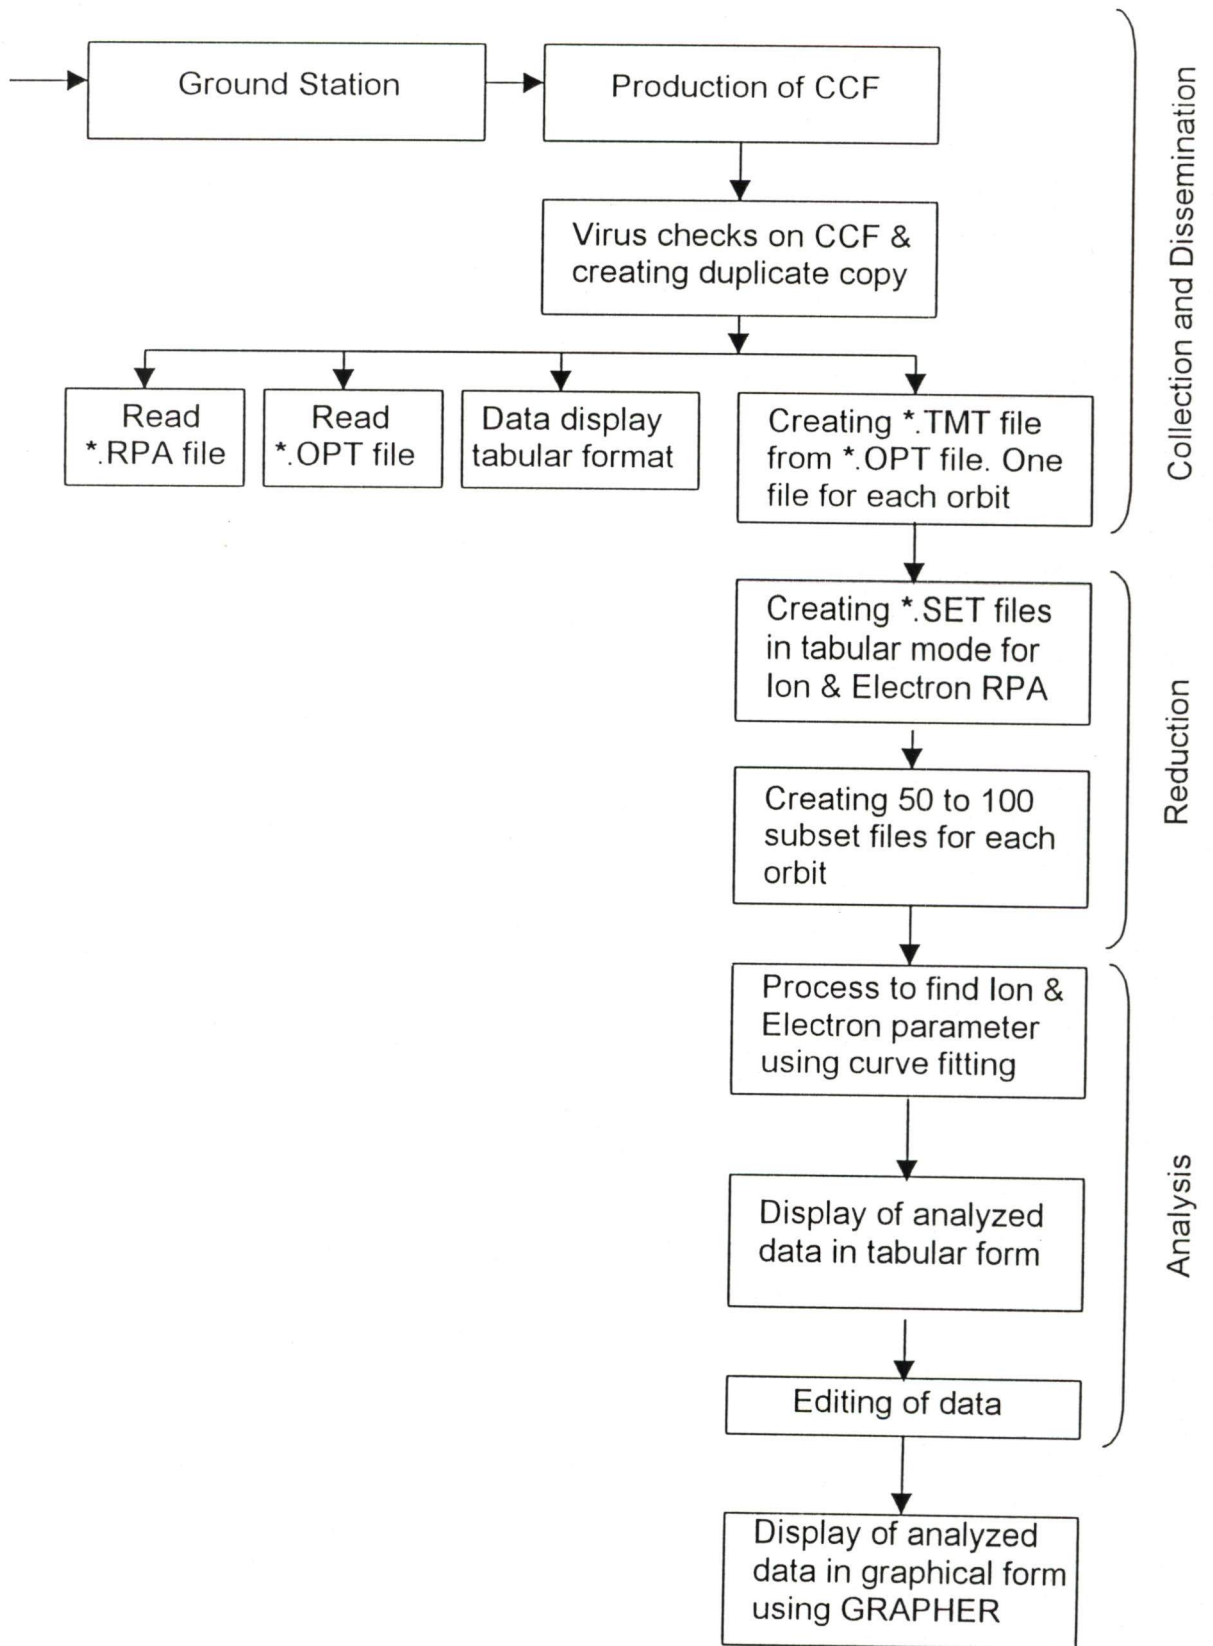 Ground Station
Production of CCF
Virus checks on CCF &
creating duplicate copy
Read
*.RPA file
Read
*.OPT file
Data display
tabular format
Creating *.TMT file
from *.OPT file. One
file for each orbit
Collection and Dissemination
Creating *.SET files
in tabular mode for
Ion & Electron RPA
Creating 50 to 100
subset files for each
orbit
Reduction
Process to find Ion &
Electron parameter
using curve fitting
Display of analyzed
data in tabular form
Editing of data
Analysis
Display of analyzed
data in graphical form
using GRAPHER